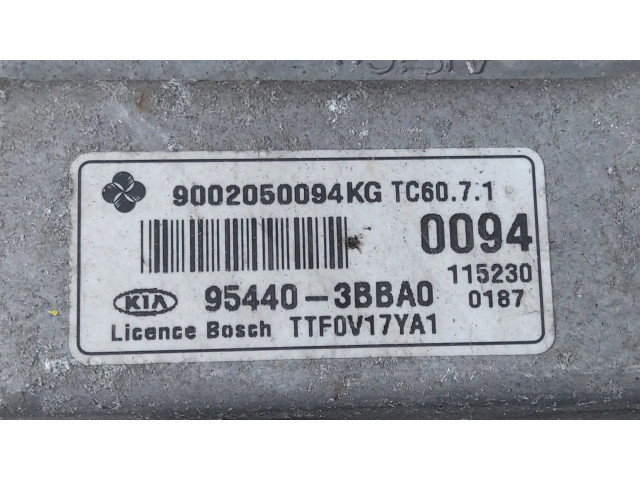 9002050094KG TC60.7.1
0094
115230
KIA 95440-3BBA0 0187
Licence Bosch TTF0V17YA1